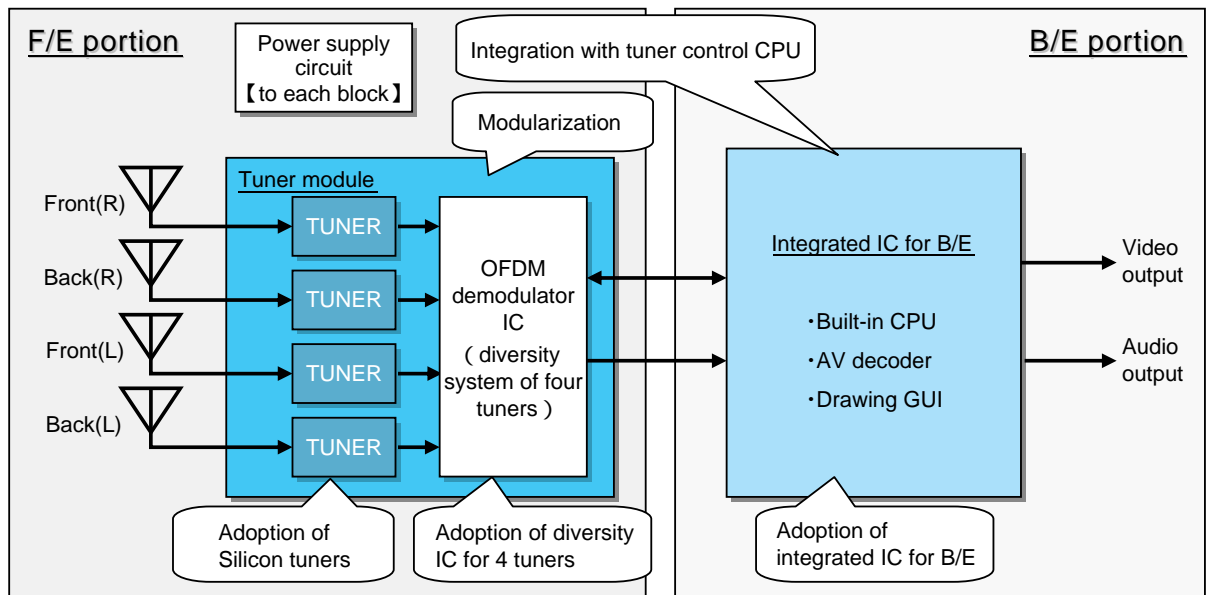 F/E portion
Power supply
circuit
【to each block】
Integration with tuner control CPU
B/E portion
Modularization
Tuner module
Front(R)
TUNER
Back(R)
TUNER
Front(L)
TUNER
Back(L)
TUNER
OFDM
demodulator
IC
( diversity
system of four
tuners )
Integrated IC for B/E
・Built-in CPU
・AV decoder
・Drawing GUI
Video
output
Audio
output
Adoption of
Silicon tuners
Adoption of diversity
IC for 4 tuners
Adoption of
integrated IC for B/E